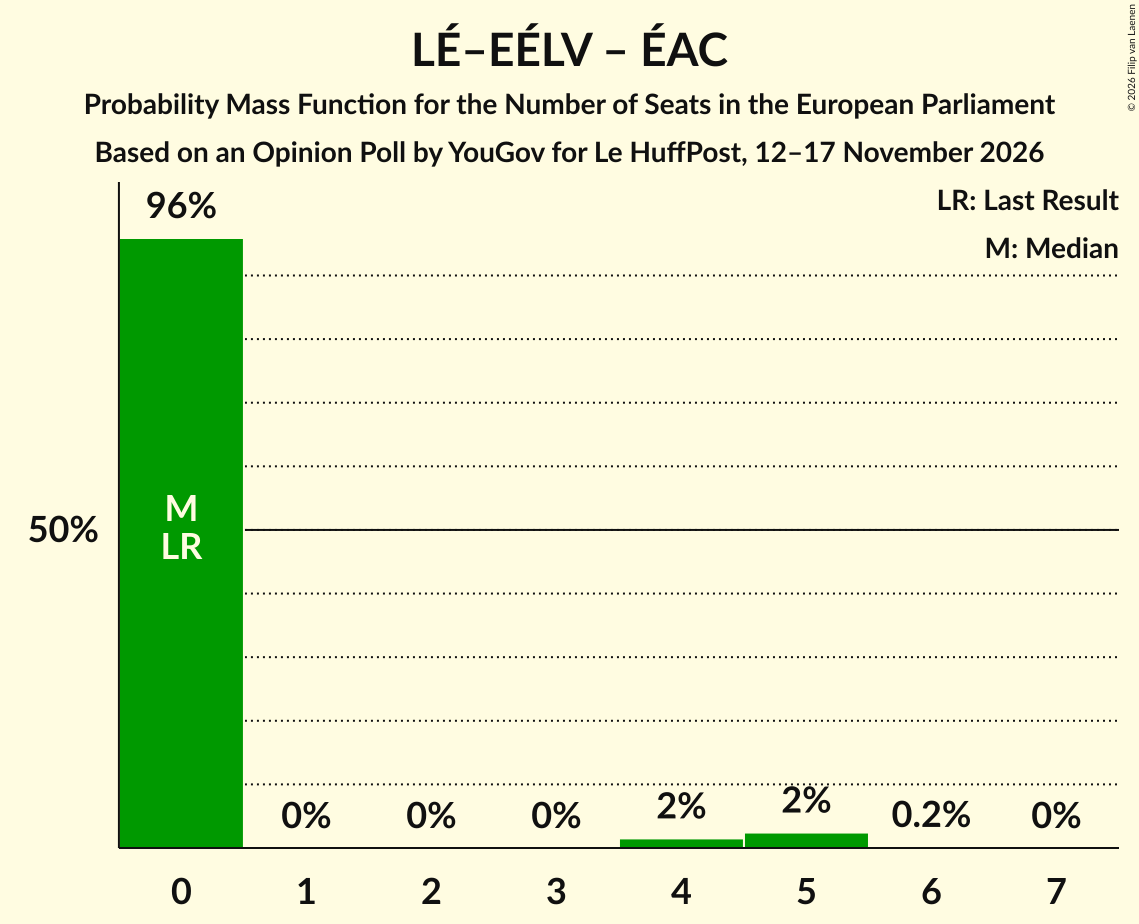 LÉ–EÉLV – ÉAC
Probability Mass Function for the Number of Seats in the European Parliament
Based on an Opinion Poll by YouGov for Le HuffPost, 12–17 November 2026
© 2026 Filip van Laenen
LR: Last Result
M: Median
96%
M
LR
50%
0%
0%
0%
2%
2%
0.2%
0%
0 1 2 3 4 5 6 7